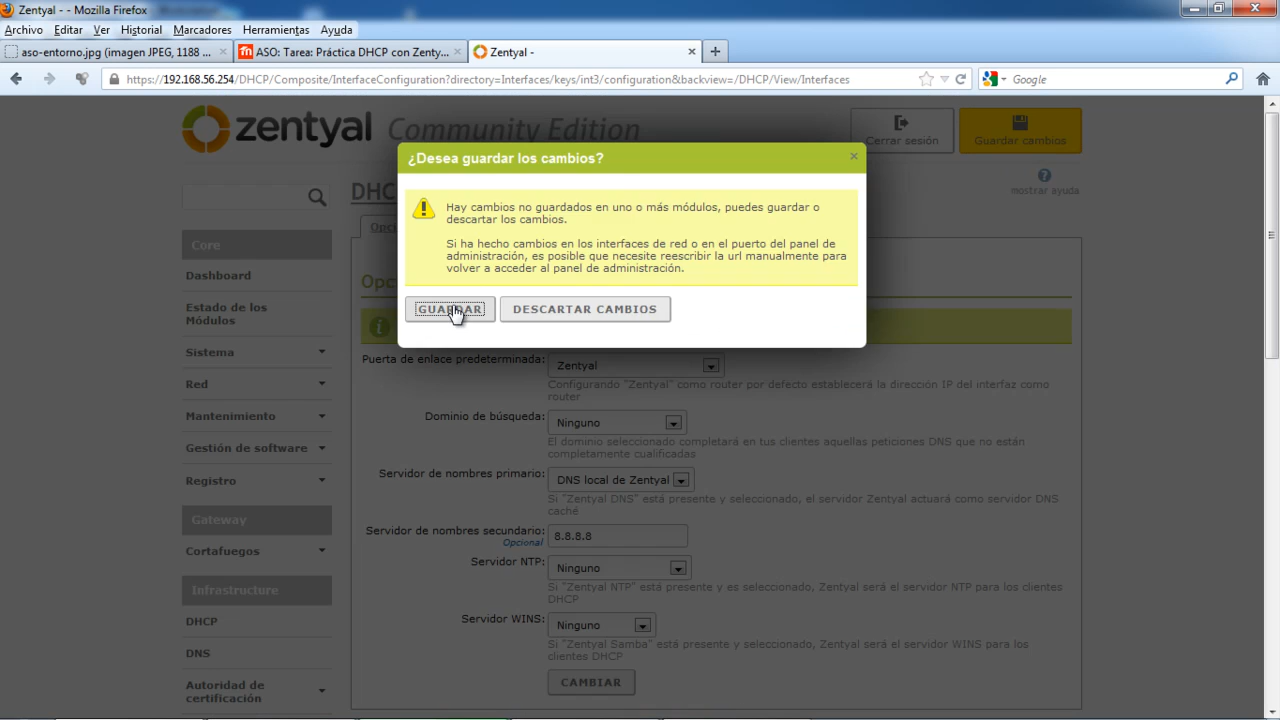 Zentyal - - Mozilla Firefox
Archivo Editar Ver Historial Marcadores Herramientas Ayuda
aso-entorno.jpg (imagen JPEG, 1188 ... × ASO: Tarea: Práctica DHCP con Zenty... × Zentyal - × +
https://192.168.56.254/DHCP/Composite/InterfaceConfiguration?directory=Interfaces/keys/int3/configuration&backview=/DHCP/View/Interfaces
Google
zentyal Community Edition
Cerrar sesión
Guardar cambios
mostrar ayuda
DHC
Opci
Opc
¿Desea guardar los cambios? ×
Hay cambios no guardados en uno o más módulos, puedes guardar o
descartar los cambios.
Si ha hecho cambios en los interfaces de red o en el puerto del panel de
administración, es posible que necesite reescribir la url manualmente para
volver a acceder al panel de administración.
GUARDAR DESCARTAR CAMBIOS
Core
Dashboard
Estado de los
Módulos
Sistema
Red
Mantenimiento
Gestión de software
Registro
Gateway
Cortafuegos
Infrastructure
DHCP
DNS
Autoridad de
certificación
Puerta de enlace predeterminada: Zentyal
Configurando "Zentyal" como router por defecto establecerá la dirección IP del interfaz como
router
Dominio de búsqueda: Ninguno
El dominio seleccionado completará en tus clientes aquellas peticiones DNS que no están
completamente cualificadas
Servidor de nombres primario: DNS local de Zentyal
Si "Zentyal DNS" está presente y seleccionado, el servidor Zentyal actuará como servidor DNS
caché
Servidor de nombres secundario: 8.8.8.8
Opcional
Servidor NTP: Ninguno
Si "Zentyal NTP" está presente y es seleccionado, Zentyal será el servidor NTP para los clientes
DHCP
Servidor WINS: Ninguno
Si "Zentyal Samba" está presente y seleccionado, Zentyal será el servidor WINS para los
clientes DHCP
CAMBIAR